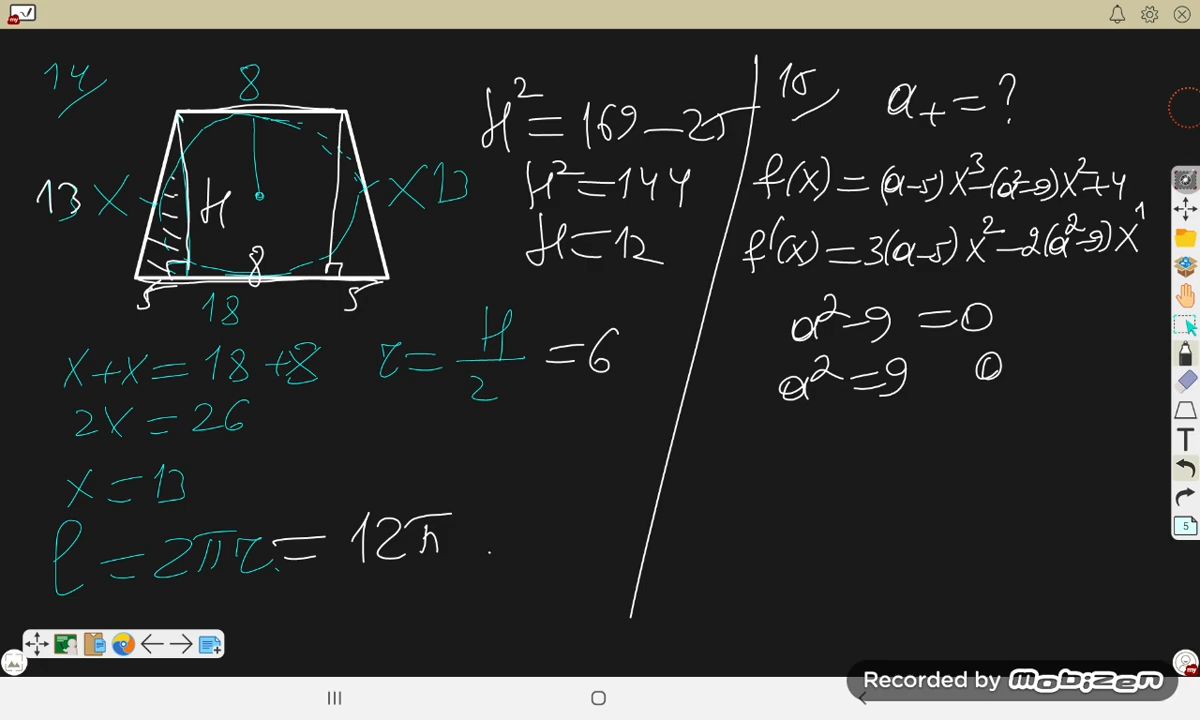 14
8
13 X
H
X 13
8
5
18
5
x+x=18+8
2x=26
x=13
l=2πr=12π.
H²=169-25
H²=144
H=12
r=H/2=6
15
a+=?
f(x)=(a-5)x³-(a²-9)x²+4
f'(x)=3(a-5)x²-2(a²-9)x¹
a²-9=0
a²=9 0
T
5
Recorded by mobizen
my